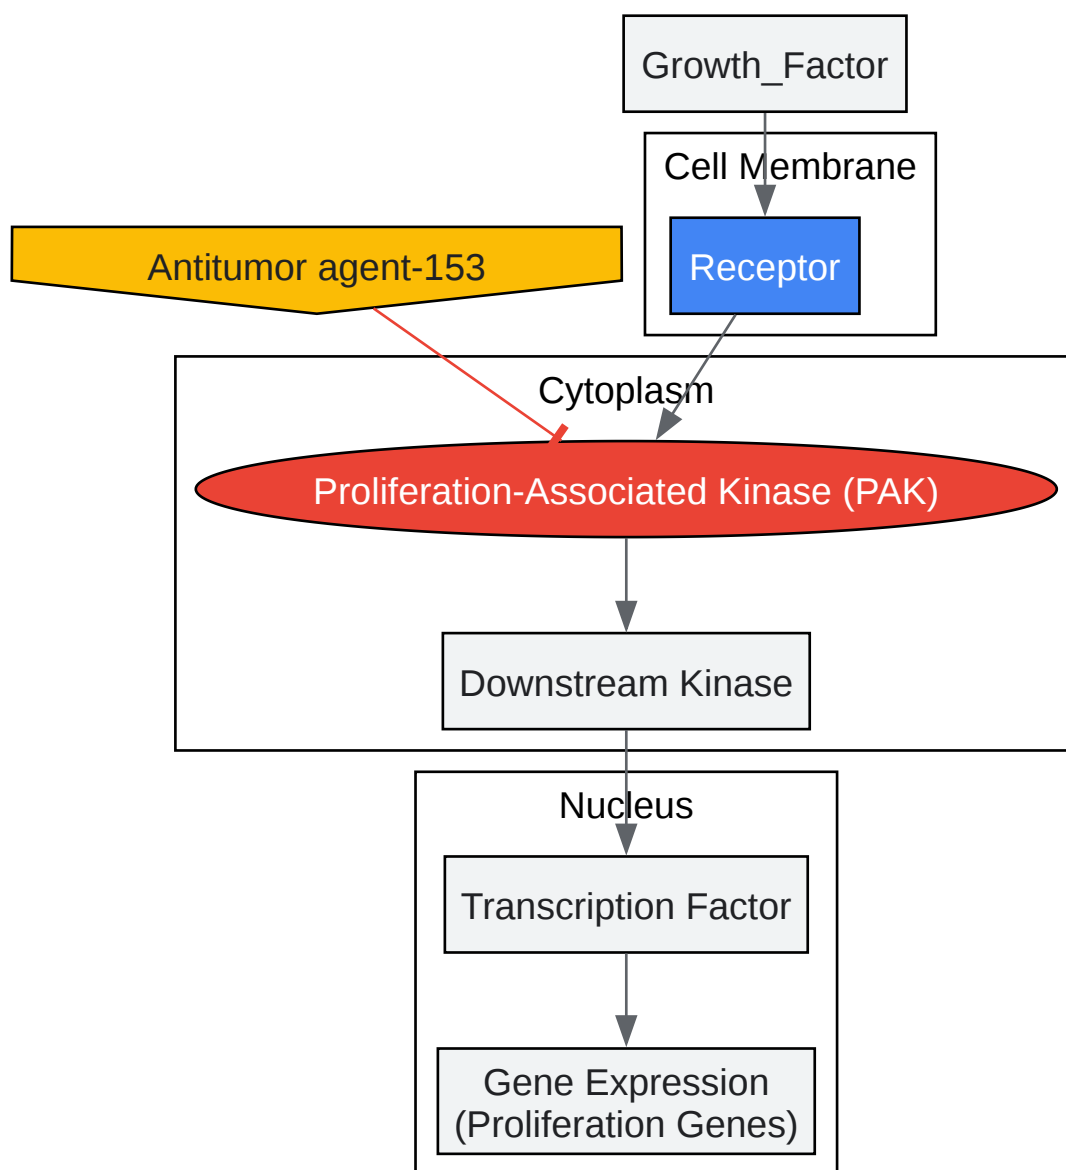 Growth_Factor
Cell Membrane
Antitumor agent-153
Receptor
Cytoplasm
Proliferation-Associated Kinase (PAK)
Downstream Kinase
Nucleus
Transcription Factor
Gene Expression
(Proliferation Genes)